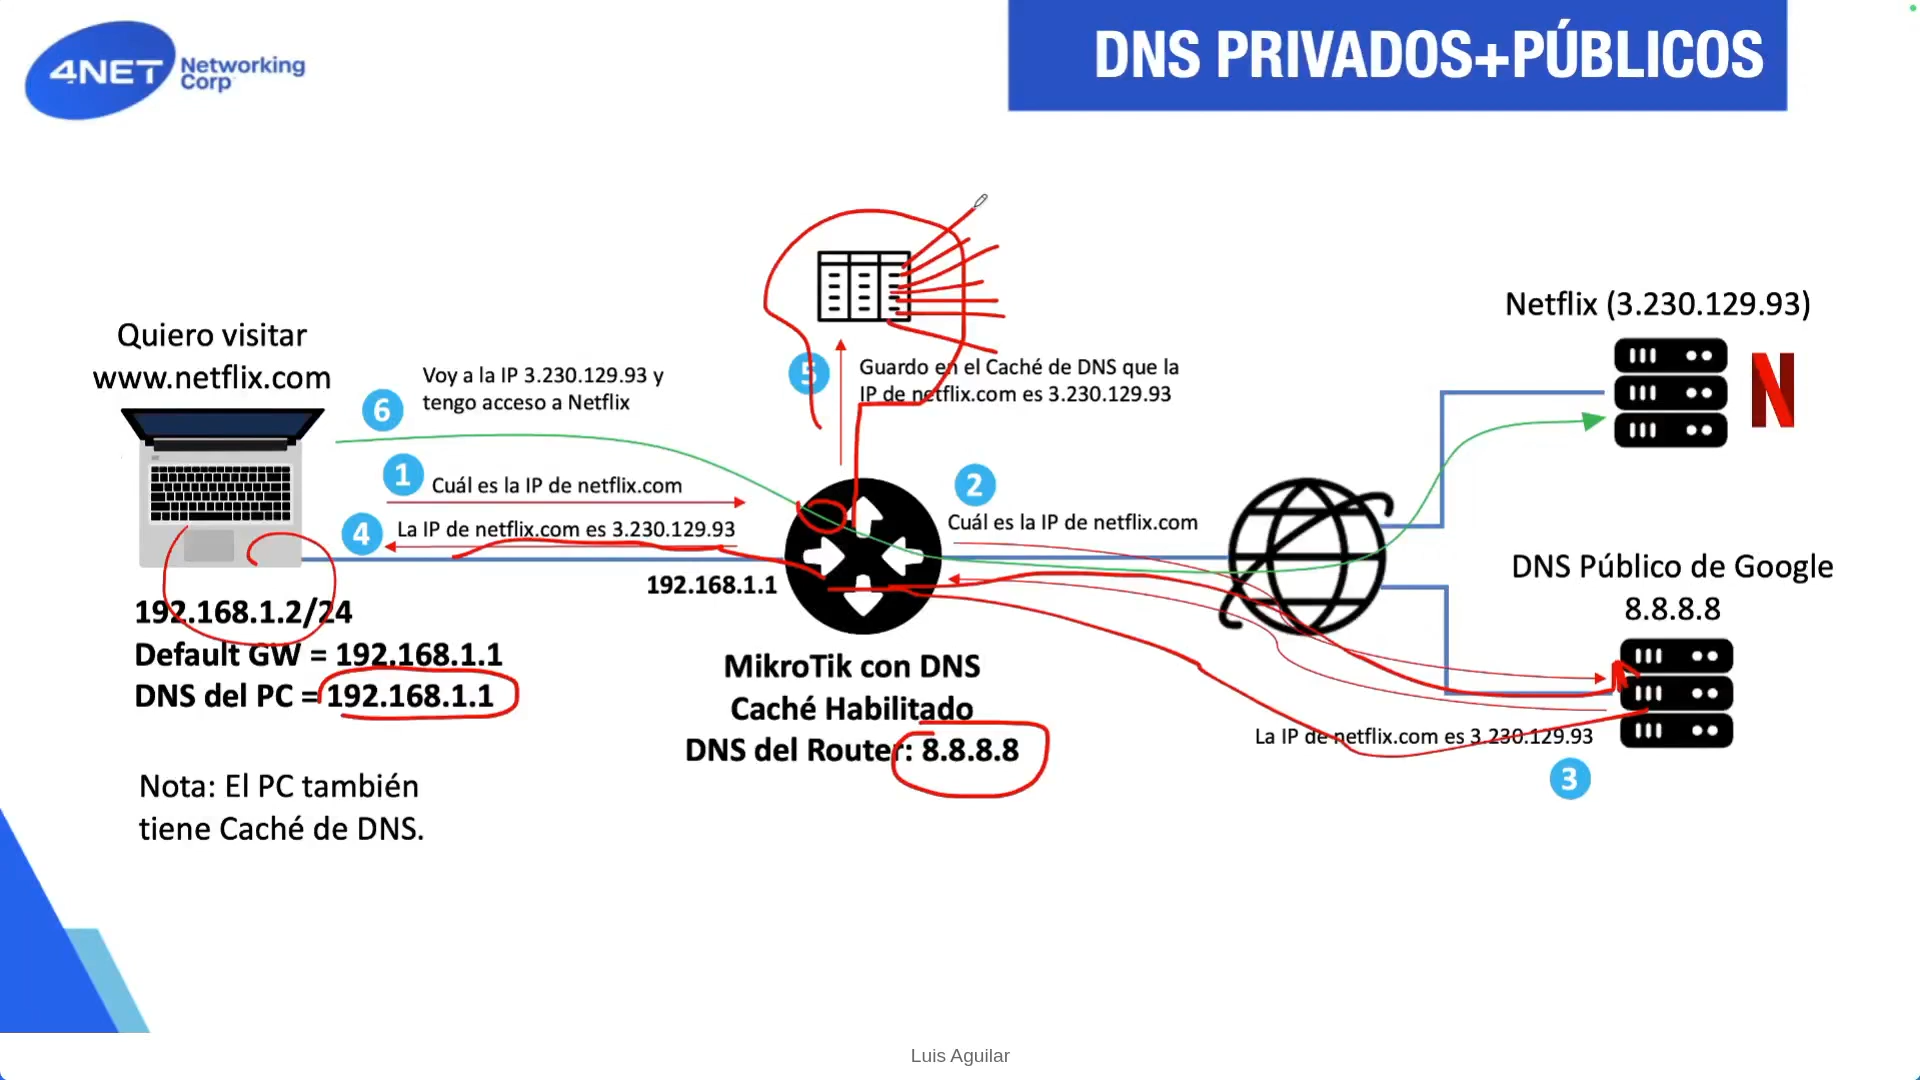 4NET Networking
Corp
DNS PRIVADOS+PÚBLICOS
Quiero visitar
www.netflix.com
6
Voy a la IP 3.230.129.93 y
tengo acceso a Netflix
1
Cuál es la IP de netflix.com
4
La IP de netflix.com es 3.230.129.93
192.168.1.2/24
Default GW = 192.168.1.1
DNS del PC = 192.168.1.1
Nota: El PC también
tiene Caché de DNS.
5
Guardo en el Caché de DNS que la
IP de netflix.com es 3.230.129.93
192.168.1.1
MikroTik con DNS
Caché Habilitado
DNS del Router: 8.8.8.8
2
Cuál es la IP de netflix.com
Netflix (3.230.129.93)
N
DNS Público de Google
8.8.8.8
La IP de netflix.com es 3.230.129.93
3
Luis Aguilar